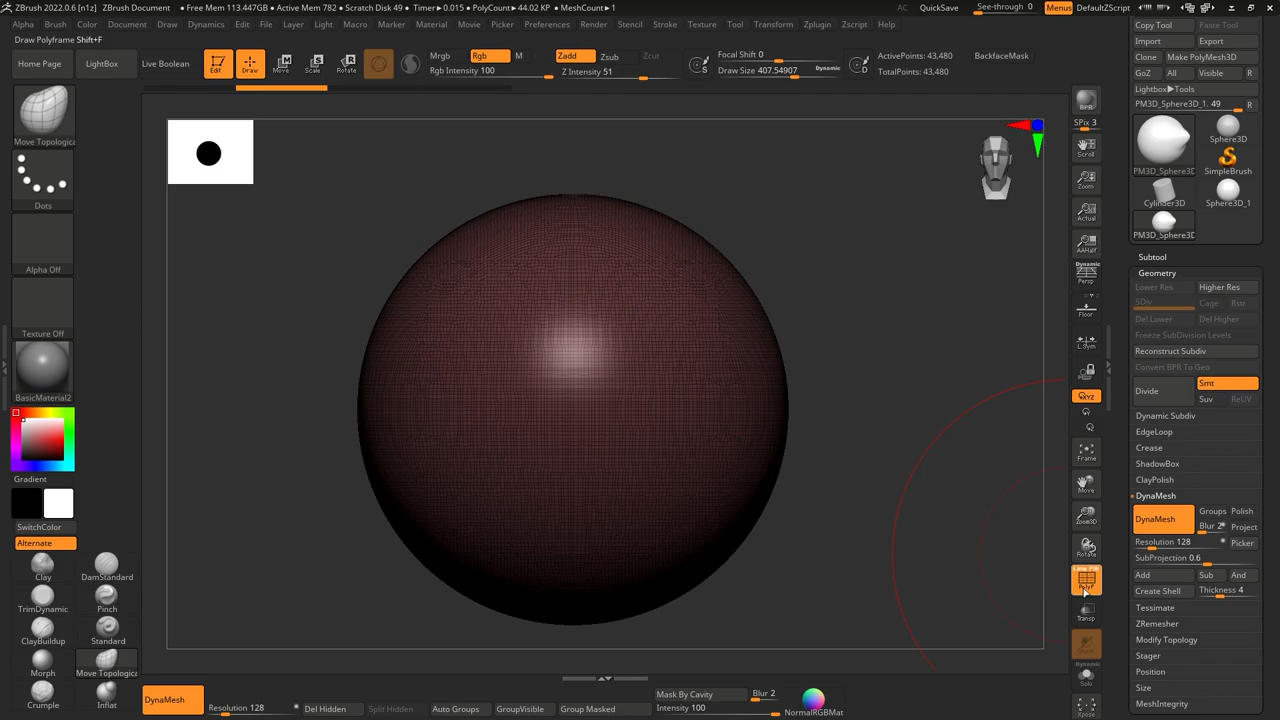 ZBrush 2022.0.6 [n1z] ZBrush Document • Free Mem 113.447GB • Active Mem 782 • Scratch Disk 49 • Timer▶0.015 • PolyCount▶44.02 KP • MeshCount▶1 AC QuickSave See-through 0 Menus DefaultZScript
Alpha Brush Color Document Draw Dynamics Edit File Layer Light Macro Marker Material Movie Picker Preferences Render Stencil Stroke Texture Tool Transform Zplugin Zscript Help
Draw Polyframe Shift+F
Home Page LightBox Live Boolean Edit Draw Move Scale Rotate
Mrgb Rgb M Zadd Zsub Zcut
Rgb Intensity 100 Z Intensity 51
Focal Shift 0
Draw Size 407.54907 Dynamic
S D
ActivePoints: 43,480 BackfaceMask
TotalPoints: 43,480
Move Topologica
Dots
Alpha Off
Texture Off
BasicMaterial2
Gradient
SwitchColor
Alternate
Clay DamStandard
TrimDynamic Pinch
ClayBuildup Standard
Morph Move Topologica
Crumple Inflat
BPR
SPix 3
Scroll
Zoom
Actual
AAHalf
Dynamic
Persp
Floor
L.Sym
XYZ
Frame
Move
Zoom3D
Rotate
Line Fill
PolyF
Transp
Dynamic
Solo
Xpose
Copy Tool Paste Tool
Import Export
Clone Make PolyMesh3D
GoZ All Visible R
Lightbox▶Tools
PM3D_Sphere3D_1. 49 R
PM3D_Sphere3D Sphere3D
SimpleBrush
Cylinder3D Sphere3D_1
PM3D_Sphere3D
Subtool
Geometry
Lower Res Higher Res
SDiv Cage Rstr
Del Lower Del Higher
Freeze SubDivision Levels
Reconstruct Subdiv
Convert BPR To Geo
Divide Smt
Suv ReUV
Dynamic Subdiv
EdgeLoop
Crease
ShadowBox
ClayPolish
DynaMesh
DynaMesh Groups Polish
Blur 2 Project
Resolution 128 Picker
SubProjection 0.6
Add Sub And
Create Shell Thickness 4
Tessimate
ZRemesher
Modify Topology
Stager
Position
Size
MeshIntegrity
DynaMesh Resolution 128 Del Hidden Split Hidden Auto Groups GroupVisible Group Masked
Mask By Cavity Blur 2
Intensity 100 NormalRGBMat